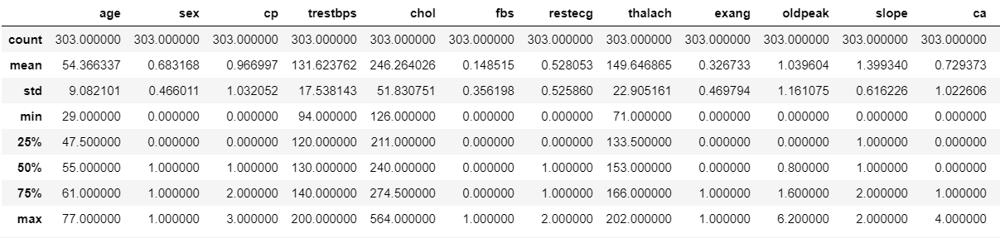 age sex cp trestbps chol fbs restecg thalach exang oldpeak slope ca
count 303.000000 303.000000 303.000000 303.000000 303.000000 303.000000 303.000000 303.000000 303.000000 303.000000 303.000000 303.000000
mean 54.366337 0.683168 0.966997 131.623762 246.264026 0.148515 0.528053 149.646865 0.326733 1.039604 1.399340 0.729373
std 9.082101 0.466011 1.032052 17.538143 51.830751 0.356198 0.525860 22.905161 0.469794 1.161075 0.616226 1.022606
min 29.000000 0.000000 0.000000 94.000000 126.000000 0.000000 0.000000 71.000000 0.000000 0.000000 0.000000 0.000000
25% 47.500000 0.000000 0.000000 120.000000 211.000000 0.000000 0.000000 133.500000 0.000000 0.000000 1.000000 0.000000
50% 55.000000 1.000000 1.000000 130.000000 240.000000 0.000000 1.000000 153.000000 0.000000 0.800000 1.000000 0.000000
75% 61.000000 1.000000 2.000000 140.000000 274.500000 0.000000 1.000000 166.000000 1.000000 1.600000 2.000000 1.000000
max 77.000000 1.000000 3.000000 200.000000 564.000000 1.000000 2.000000 202.000000 1.000000 6.200000 2.000000 4.000000